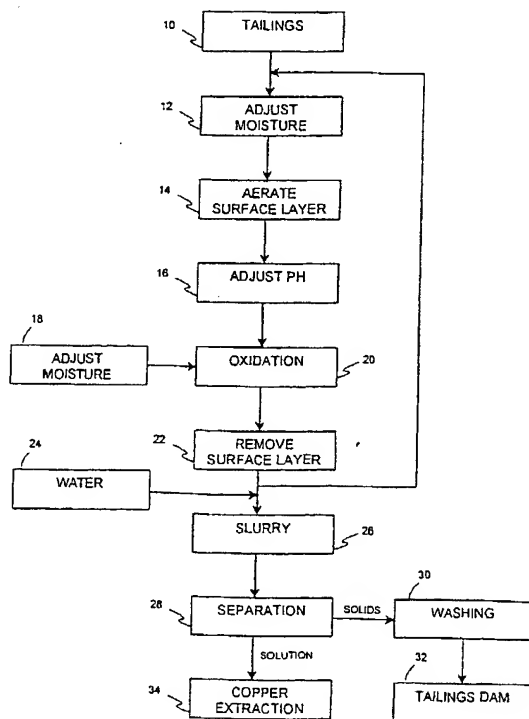 TAILINGS
10
ADJUST
MOISTURE
12
AERATE
SURFACE LAYER
14
ADJUST PH
16
18
ADJUST
MOISTURE
OXIDATION
20
REMOVE
SURFACE LAYER
22
24
WATER
SLURRY
26
SEPARATION
28
SOLIDS
30
WASHING
SOLUTION
32
TAILINGS DAM
COPPER
EXTRACTION
34